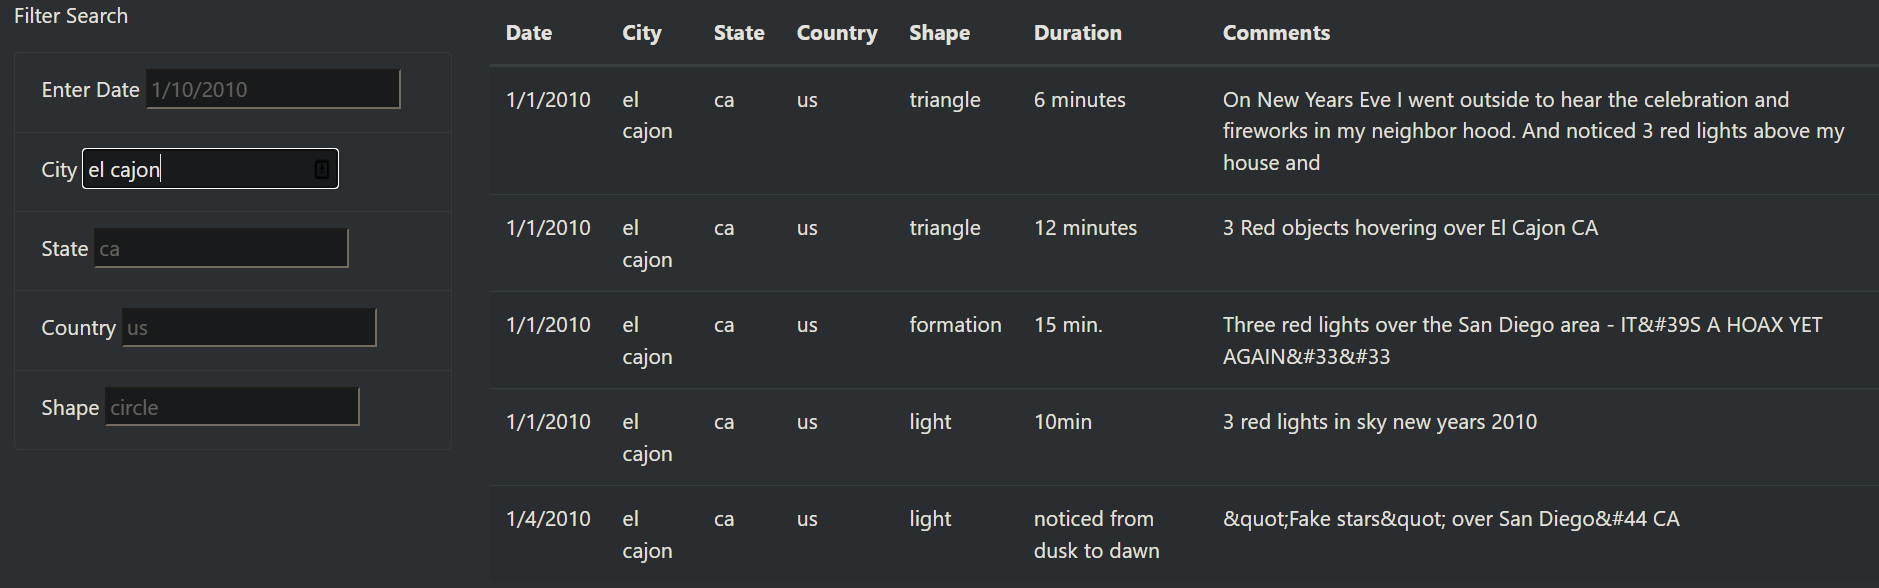 Filter Search
Enter Date 1/10/2010
City el cajon
State ca
Country us
Shape circle
Date City State Country Shape Duration Comments
1/1/2010 el cajon ca us triangle 6 minutes On New Years Eve I went outside to hear the celebration and
fireworks in my neighbor hood. And noticed 3 red lights above my
house and
1/1/2010 el cajon ca us triangle 12 minutes 3 Red objects hovering over El Cajon CA
1/1/2010 el cajon ca us formation 15 min. Three red lights over the San Diego area - IT&#39S A HOAX YET
AGAIN&#33&#33
1/1/2010 el cajon ca us light 10min 3 red lights in sky new years 2010
1/4/2010 el cajon ca us light noticed from dusk to dawn &quot;Fake stars&quot; over San Diego&#44 CA